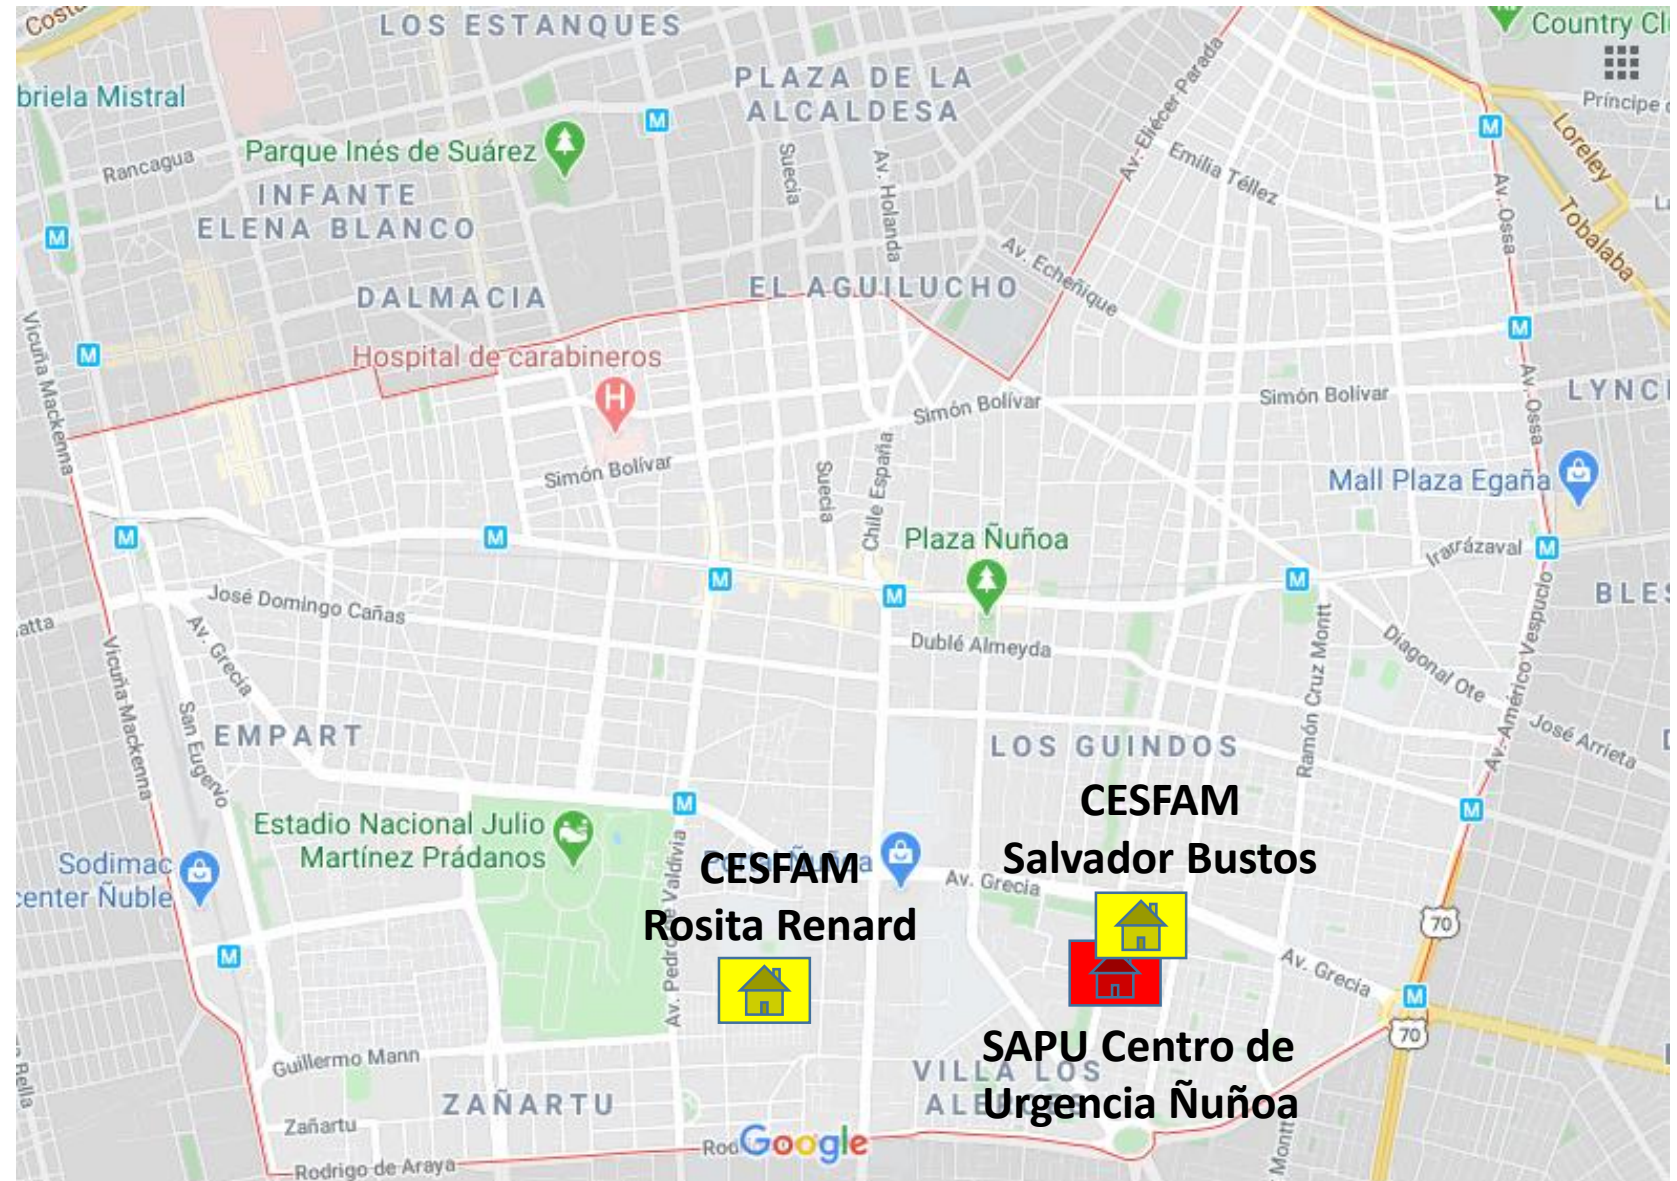 LOS ESTANQUES
Country Cl
briela Mistral
PLAZA DE LA
ALCALDESA
Av. Eliécer Parada
Príncipe
Loreley
Parque Inés de Suárez
Rancagua
Suecia
Av. Holanda
Emilia Téllez
Av. Ossa
Tobalaba
INFANTE
ELENA BLANCO
Av. Echeñique
EL AGUILUCHO
DALMACIA
Vicuña Mackenna
Hospital de carabineros
H
Simón Bolívar
Simón Bolívar
Av. Ossa
LYNC
Simón Bolívar
Suecia
Chile España
Mall Plaza Egaña
Plaza Ñuñoa
Irarrázaval
José Domingo Cañas
BLES
atta
Av. Grecia
Dublé Almeyda
Ramón Cruz Montt
Diagonal Ote
Av. Américo Vespucio
Vicuña Mackenna
San Eugenio
EMPART
LOS GUINDOS
José Arrieta
CESFAM
Salvador Bustos
Estadio Nacional Julio
Martínez Prádanos
Sodimac
center Ñuble
CESFAM
Rosita Renard
Av. Pedro de Valdivia
Av. Grecia
70
Av. Grecia
70
SAPU Centro de
Urgencia Ñuñoa
Guillermo Mann
VILLA LOS
ZAÑARTU
Zañartu
Rodrigo de Araya
Google
Montt